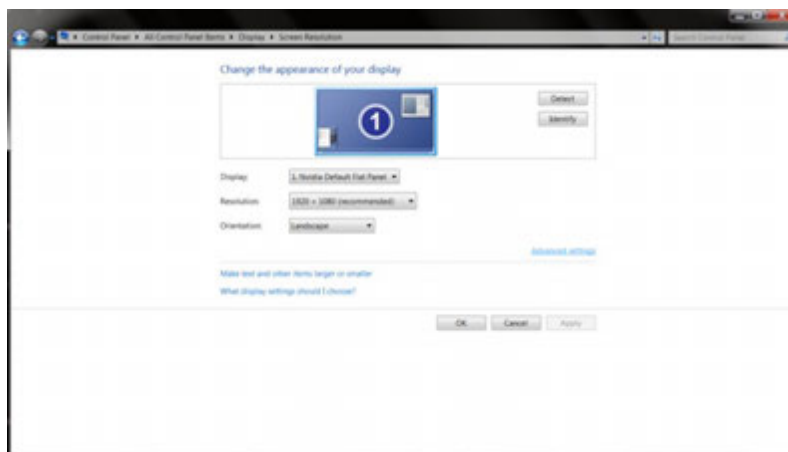 Control Panel ▸ All Control Panel Items ▸ Display ▸ Screen Resolution
Search Control Panel
Change the appearance of your display
1
Detect
Identify
Display:
1. Nvidia Default Flat Panel
Resolution:
1920 × 1080 (recommended)
Orientation:
Landscape
Advanced settings
Make text and other items larger or smaller
What display settings should I choose?
OK
Cancel
Apply